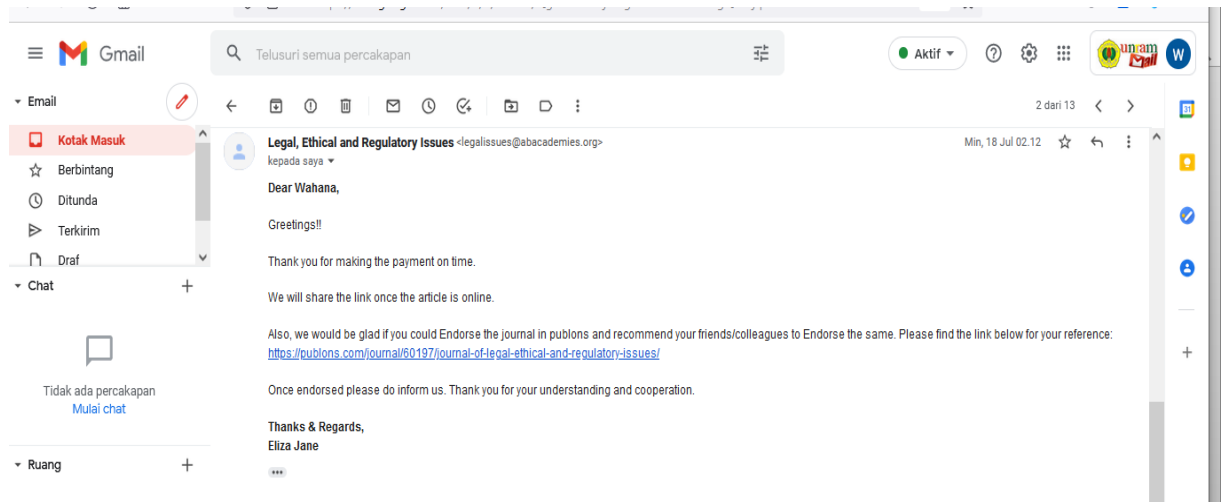 Gmail
Telusuri semua percakapan
Aktif
unram
Mail
W
Email
2 dari 13
31
Kotak Masuk
Legal, Ethical and Regulatory Issues <legalissues@abacademies.org>
Min, 18 Jul 02.12
kepada saya
Berbintang
Dear Wahana,
Ditunda
Greetings!!
Terkirim
Draf
Thank you for making the payment on time.
Chat
We will share the link once the article is online.
Also, we would be glad if you could Endorse the journal in publons and recommend your friends/colleagues to Endorse the same. Please find the link below for your reference:
https://publons.com/journal/60197/journal-of-legal-ethical-and-regulatory-issues/
Tidak ada percakapan
Mulai chat
Once endorsed please do inform us. Thank you for your understanding and cooperation.
Thanks & Regards,
Eliza Jane
Ruang